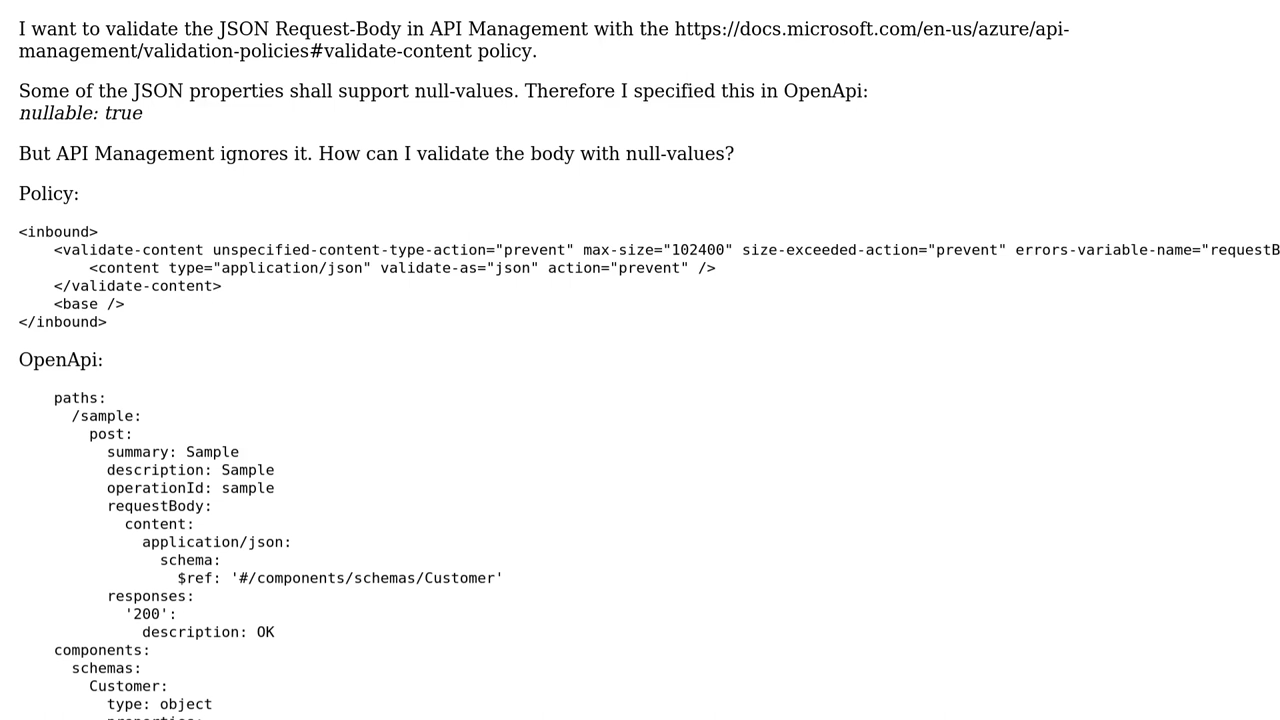 I want to validate the JSON Request-Body in API Management with the https://docs.microsoft.com/en-us/azure/api-
management/validation-policies#validate-content policy.
Some of the JSON properties shall support null-values. Therefore I specified this in OpenApi:
nullable: true
But API Management ignores it. How can I validate the body with null-values?
Policy:
<inbound>
    <validate-content unspecified-content-type-action="prevent" max-size="102400" size-exceeded-action="prevent" errors-variable-name="requestB
        <content type="application/json" validate-as="json" action="prevent" />
    </validate-content>
    <base />
</inbound>
OpenApi:
    paths:
      /sample:
        post:
          summary: Sample
          description: Sample
          operationId: sample
          requestBody:
            content:
              application/json:
                schema:
                  $ref: '#/components/schemas/Customer'
          responses:
            '200':
              description: OK
    components:
      schemas:
        Customer:
          type: object
          properties: